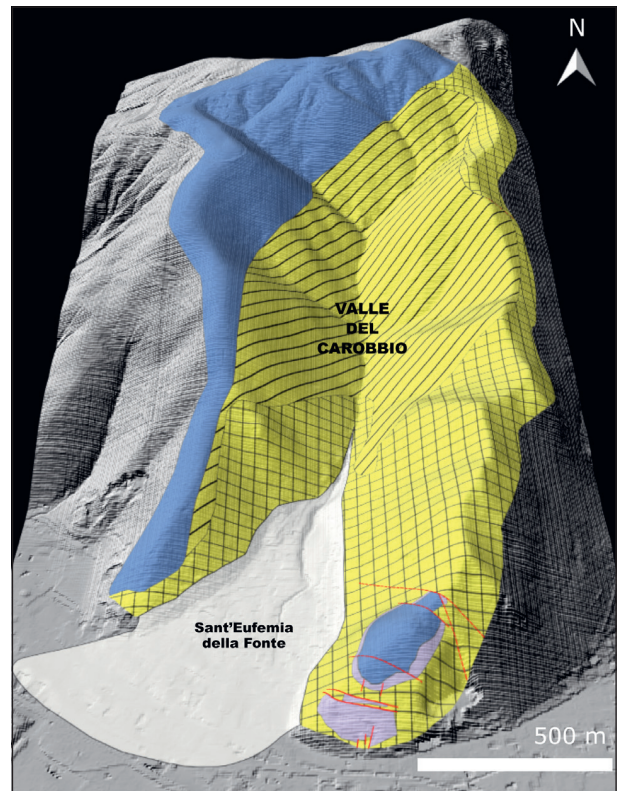 N
VALLE
DEL
CAROBBIO
Sant'Eufemia
della Fonte
500 m